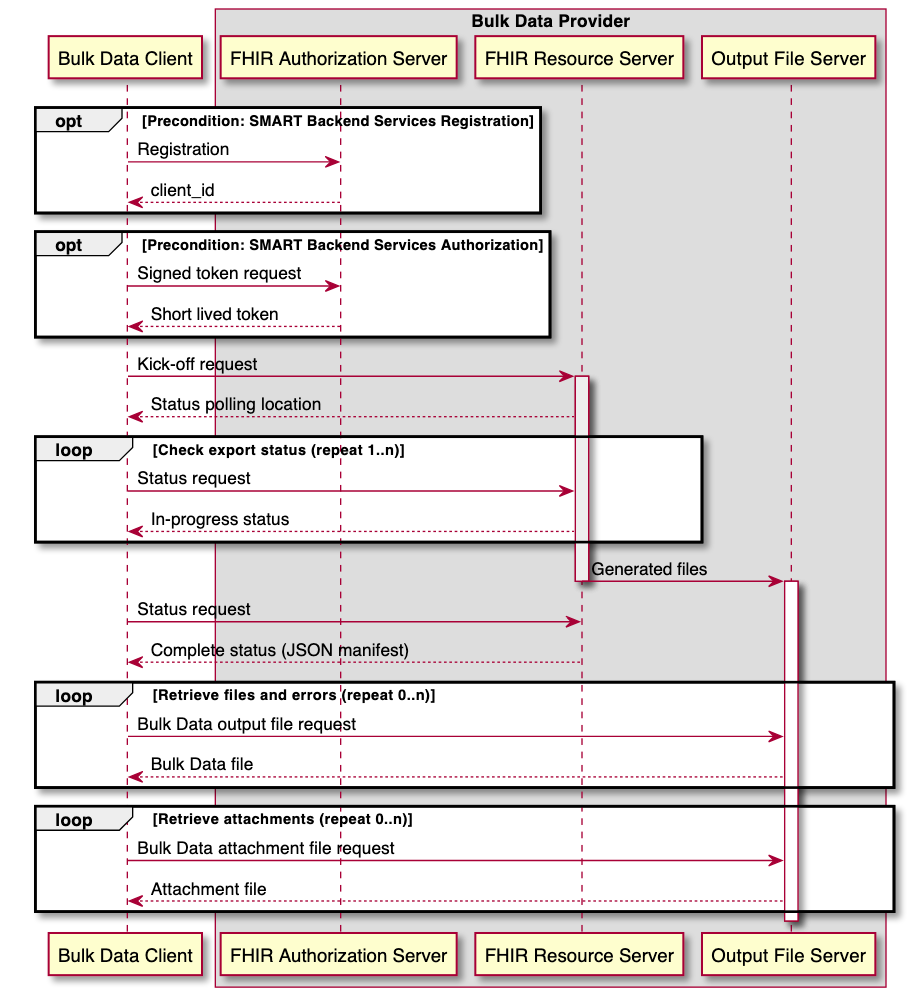 Bulk Data Provider
Bulk Data Client
FHIR Authorization Server
FHIR Resource Server
Output File Server
opt
[Precondition: SMART Backend Services Registration]
Registration
client_id
opt
[Precondition: SMART Backend Services Authorization]
Signed token request
Short lived token
Kick-off request
Status polling location
loop
[Check export status (repeat 1..n)]
Status request
In-progress status
Generated files
Status request
Complete status (JSON manifest)
loop
[Retrieve files and errors (repeat 0..n)]
Bulk Data output file request
Bulk Data file
loop
[Retrieve attachments (repeat 0..n)]
Bulk Data attachment file request
Attachment file
Bulk Data Client
FHIR Authorization Server
FHIR Resource Server
Output File Server